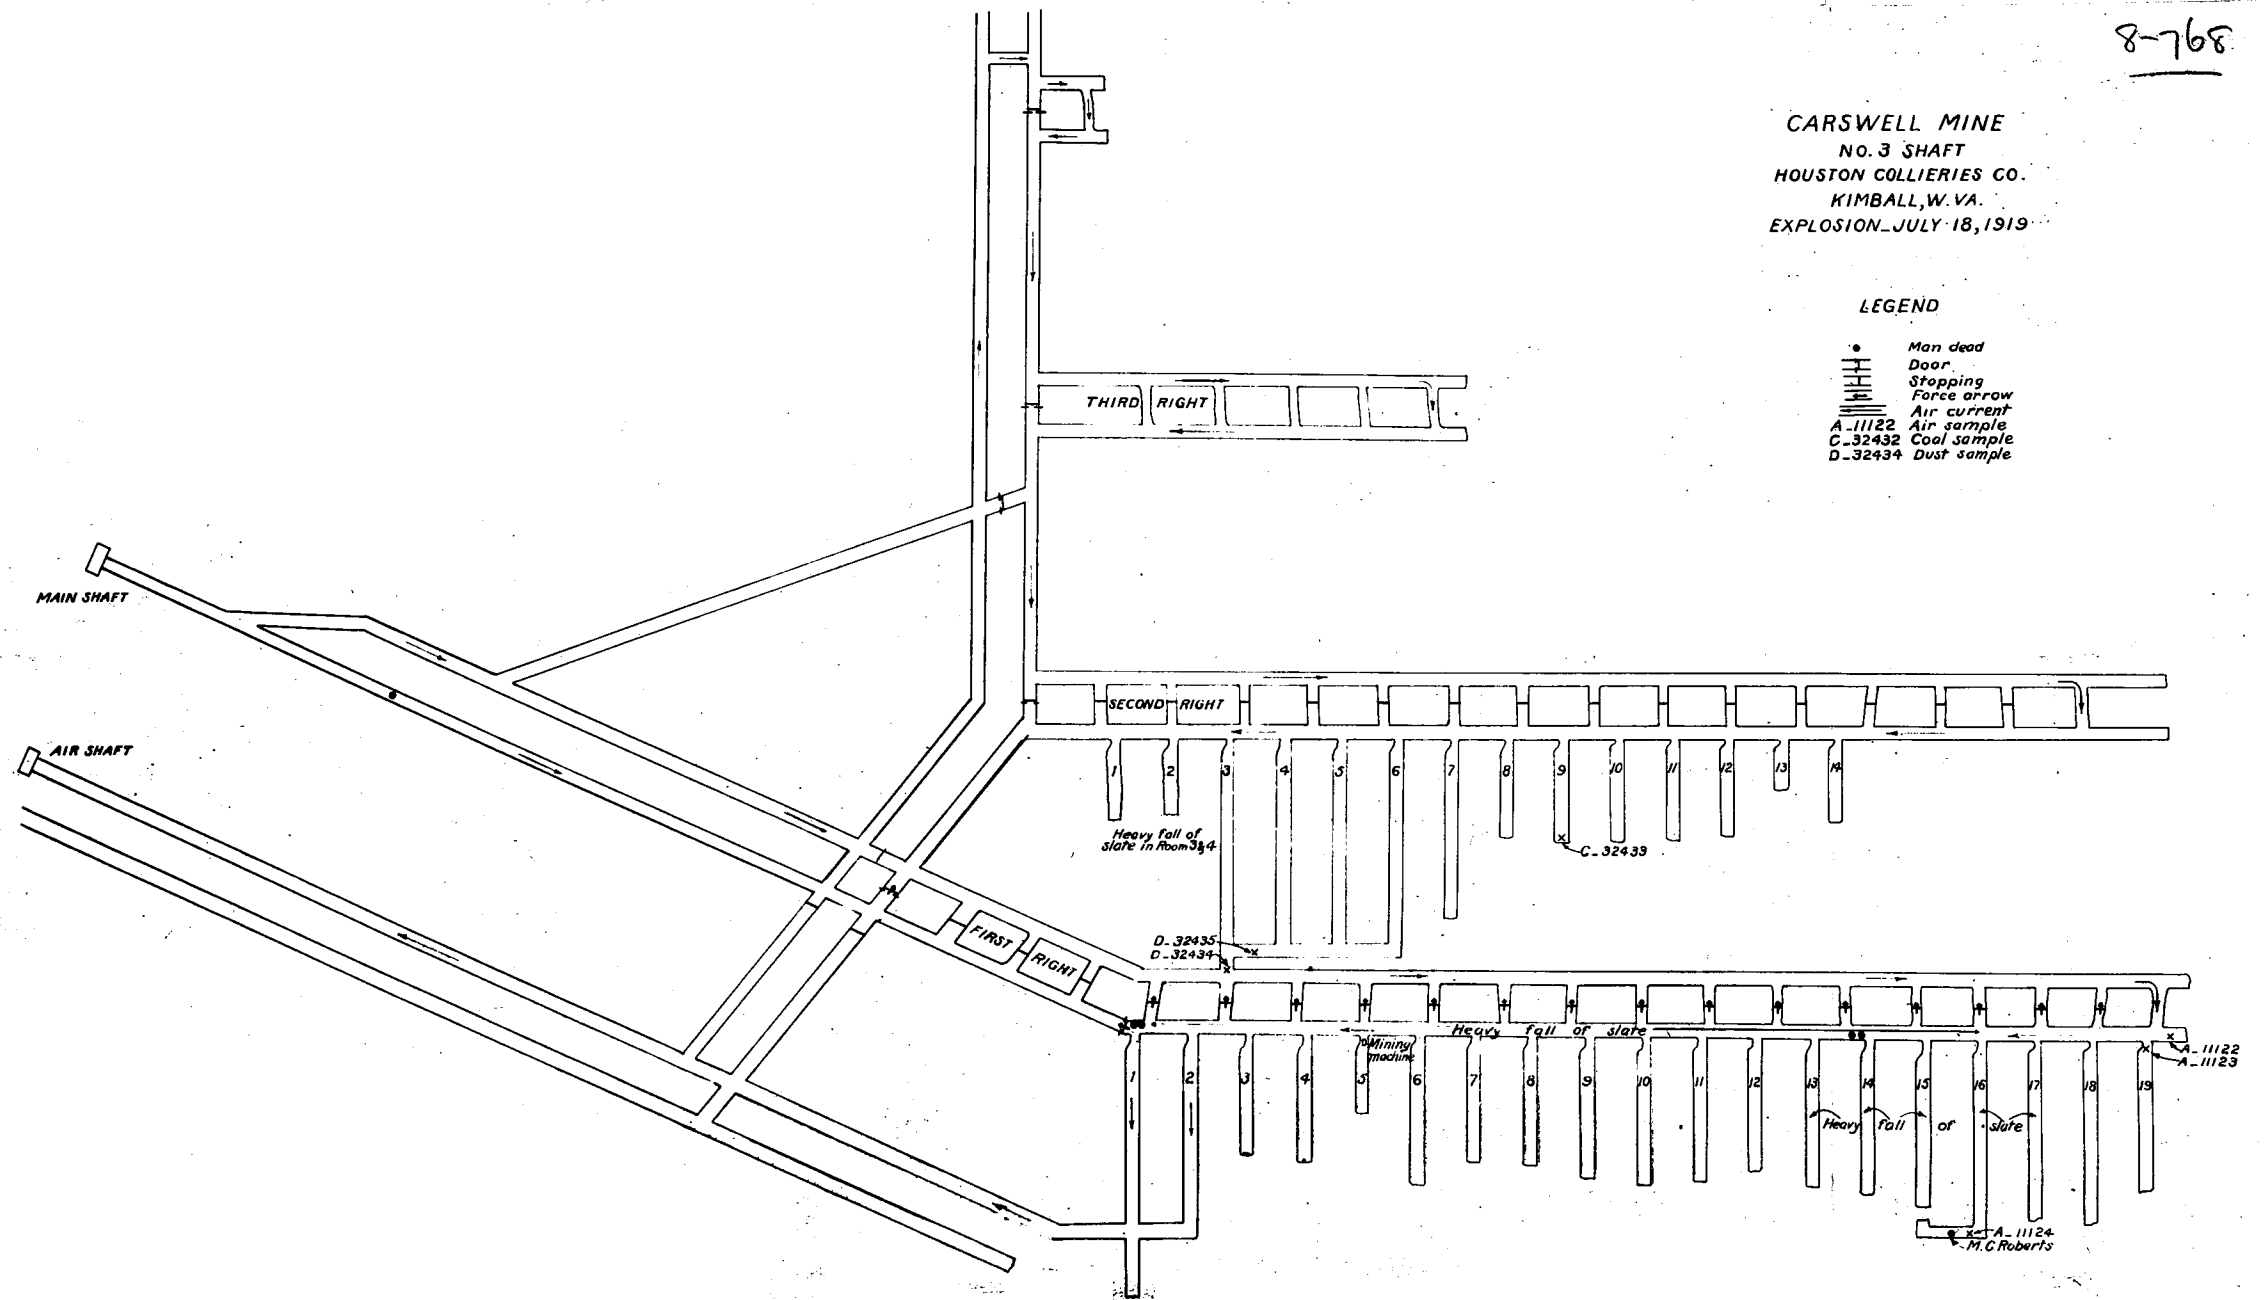 8-768
CARSWELL MINE
NO. 3 SHAFT
HOUSTON COLLIERIES CO.
KIMBALL, W. VA.
EXPLOSION_JULY 18, 1919
LEGEND
Man dead
Door
Stopping
Force arrow
Air current
A_11122 Air sample
C_32432 Coal sample
D_32434 Dust sample
THIRD RIGHT
MAIN SHAFT
AIR SHAFT
SECOND RIGHT
1 2 3 4 5 6 7 8 9 10 11 12 13 14
Heavy fall of
slate in Room 3&4
C_32433
FIRST
RIGHT
D_32435
D_32434
Heavy fall of slate
Mining
machine
A_11122
A_11123
1 2 3 4 5 6 7 8 9 10 11 12 13 14 15 16 17 18 19
Heavy fall of slate
A_11124
M.C Roberts